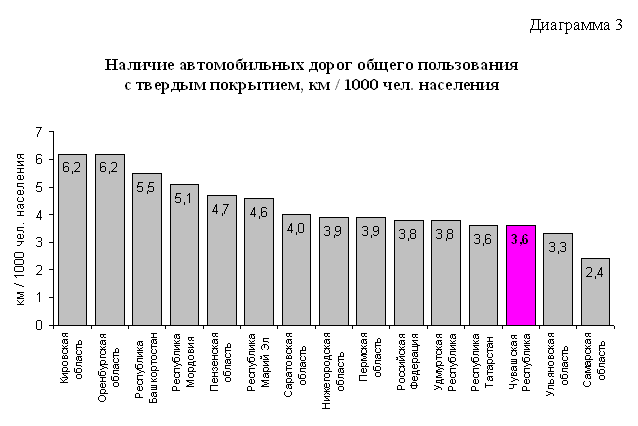 Диаграмма 3
Наличие автомобильных дорог общего пользования
с твердым покрытием, км / 1000 чел. населения
км / 1000 чел. населения
7
6
5
4
3
2
1
0
6,2
6,2
5,5
5,1
4,7
4,6
4,0
3,9
3,9
3,8
3,8
3,6
3,6
3,3
2,4
Кировская
область
Оренбургская
область
Республика
Башкортостан
Республика
Мордовия
Пензенская
область
Республика
Марий Эл
Саратовская
область
Нижегородская
область
Пермская
область
Российская
Федерация
Удмуртская
Республика
Республика
Татарстан
Чувашская
Республика
Ульяновская
область
Самарская
область